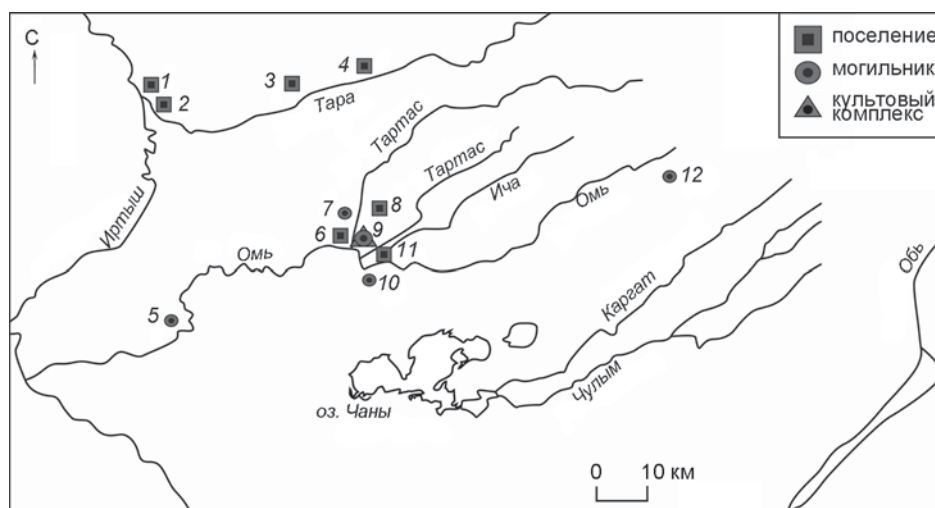 С
поселение
могильник
культовый
комплекс
1
2
3
4
Тара
Тартас
Тартас
Ича
Омь
12
Иртыш
7
8
6
9
11
10
Омь
5
Каргат
Обь
Чулым
оз. Чаны
0 10 км